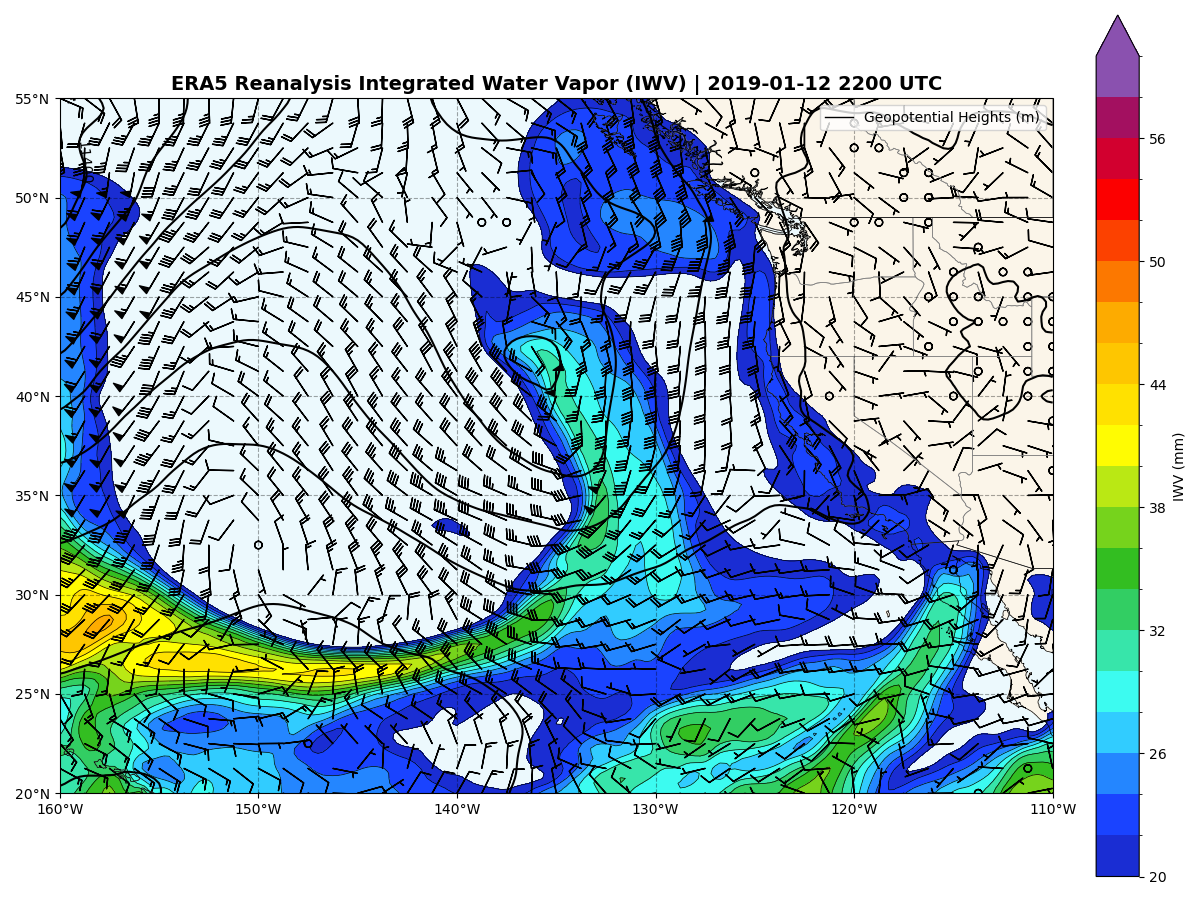 ERA5 Reanalysis Integrated Water Vapor (IWV) | 2019-01-12 2200 UTC
Geopotential Heights (m)
55°N
50°N
45°N
40°N
35°N
30°N
25°N
20°N
160°W
150°W
140°W
130°W
120°W
110°W
56
50
44
38
32
26
20
IWV (mm)